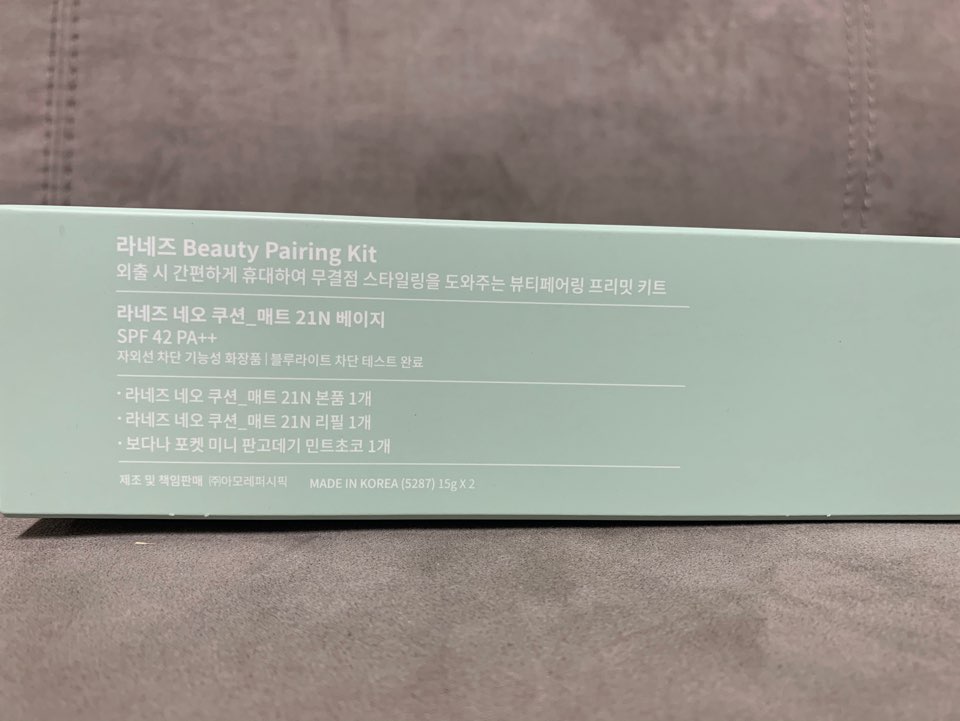 라네즈 Beauty Pairing Kit
외출 시 간편하게 휴대하여 무결점 스타일링을 도와주는 뷰티페어링 프리밋 키트
라네즈 네오 쿠션_매트 21N 베이지
SPF 42 PA++
자외선 차단 기능성 화장품 | 블루라이트 차단 테스트 완료
· 라네즈 네오 쿠션_매트 21N 본품 1개
· 라네즈 네오 쿠션_매트 21N 리필 1개
· 보다나 포켓 미니 판고데기 민트초코 1개
제조 및 책임판매 ㈜아모레퍼시픽 MADE IN KOREA (5287) 15g X 2